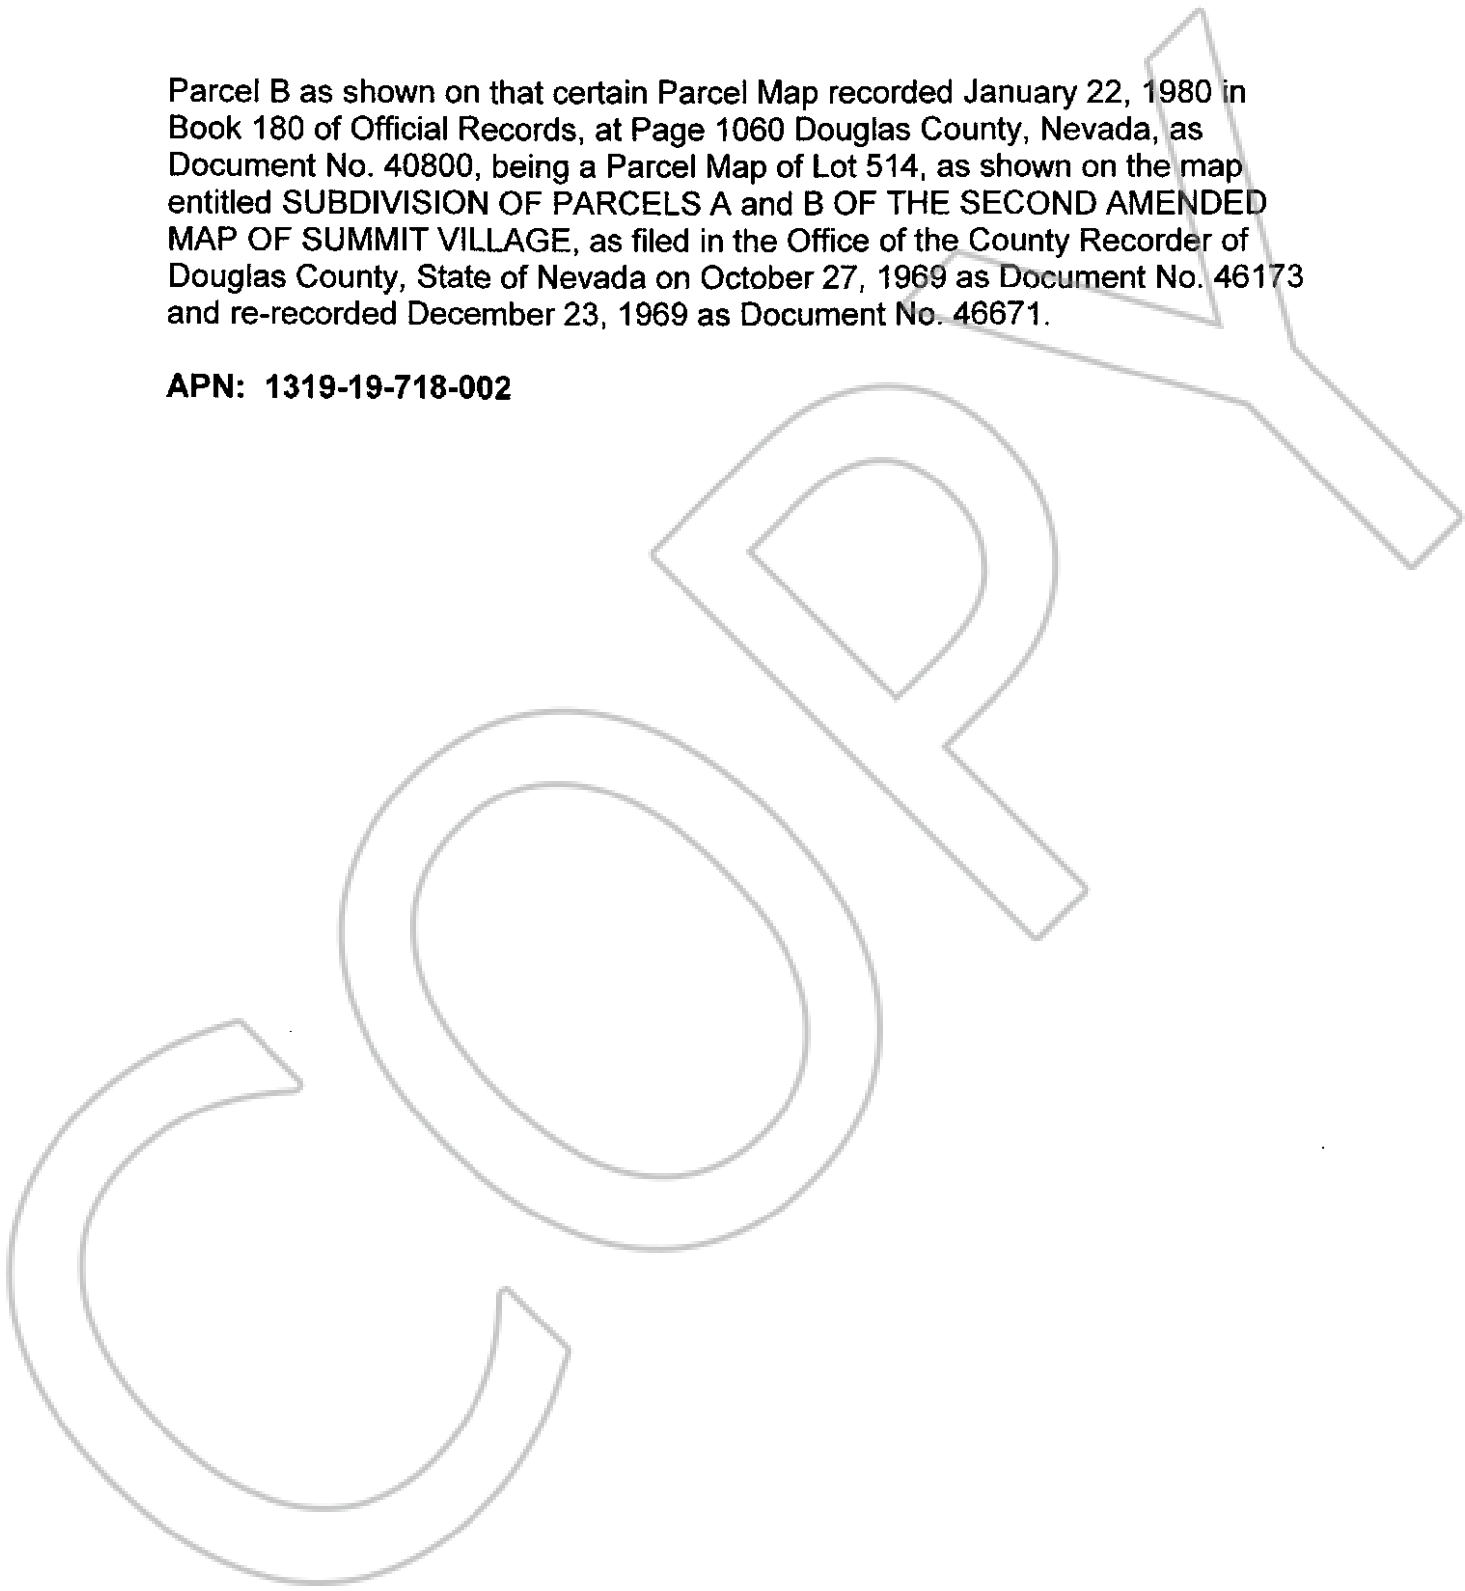 Parcel B as shown on that certain Parcel Map recorded January 22, 1980 in
Book 180 of Official Records, at Page 1060 Douglas County, Nevada, as
Document No. 40800, being a Parcel Map of Lot 514, as shown on the map
entitled SUBDIVISION OF PARCELS A and B OF THE SECOND AMENDED
MAP OF SUMMIT VILLAGE, as filed in the Office of the County Recorder of
Douglas County, State of Nevada on October 27, 1969 as Document No. 46173
and re-recorded December 23, 1969 as Document No. 46671.
APN: 1319-19-718-002
COPY